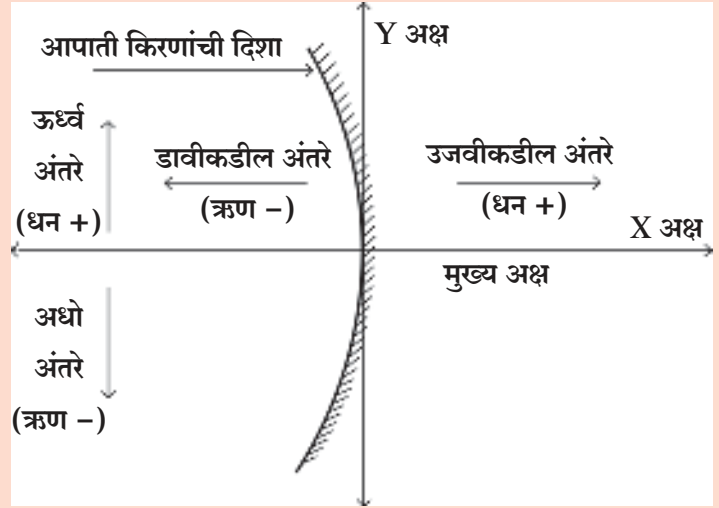 Y अक्ष
आपाती किरणांची दिशा
ऊर्ध्व
अंतरे
(धन +)
डावीकडील अंतरे
(ऋण −)
उजवीकडील अंतरे
(धन +)
X अक्ष
मुख्य अक्ष
अधो
अंतरे
(ऋण −)